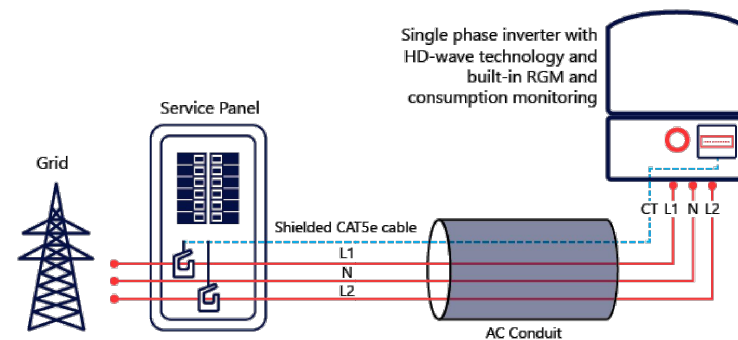 Single phase inverter with
HD-wave technology and
built-in RGM and
consumption monitoring
Service Panel
Grid
CT L1 N L2
Shielded CAT5e cable
L1
N
L2
AC Conduit